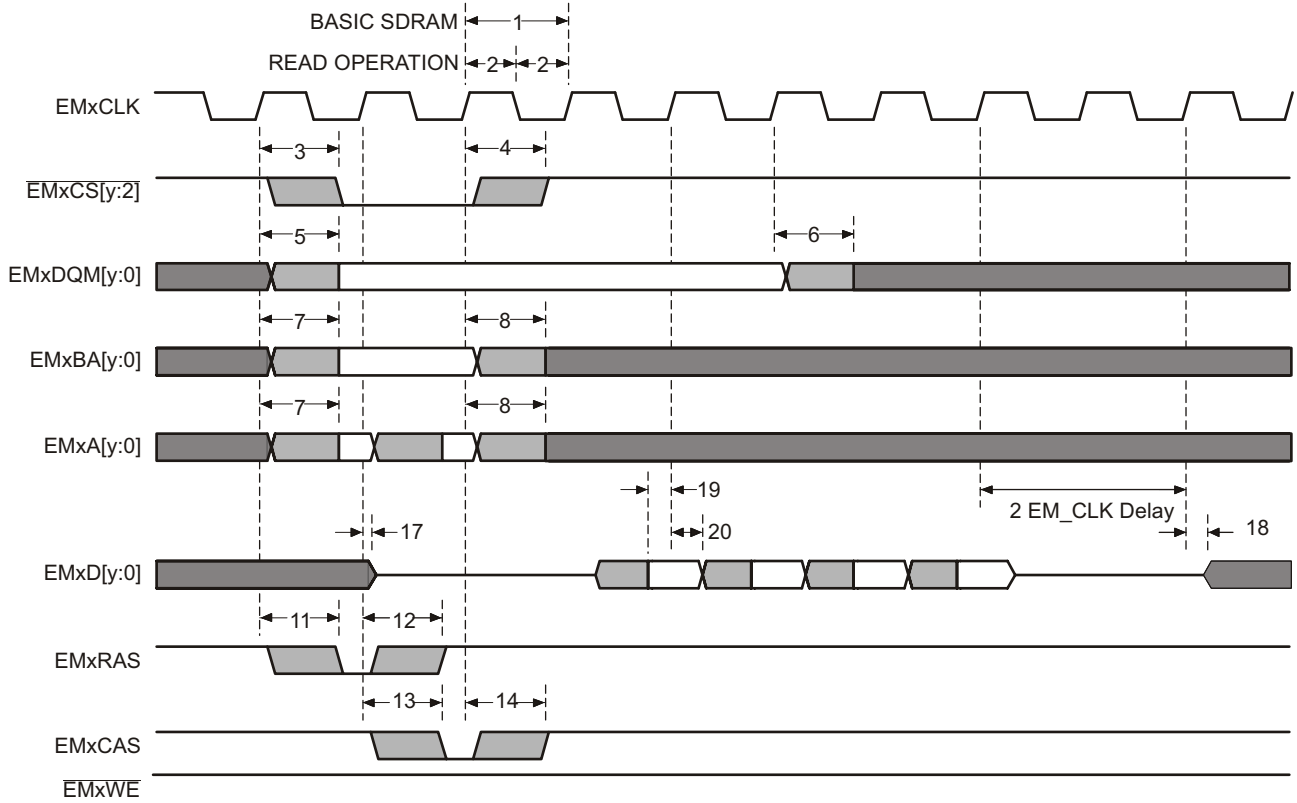 BASIC SDRAM 1
READ OPERATION 2 2
EMxCLK
3 4
EMxCS[y:2]
5 6
EMxDQM[y:0]
7 8
EMxBA[y:0]
7 8
EMxA[y:0]
19
2 EM_CLK Delay
17 20 18
EMxD[y:0]
11 12
EMxRAS
13 14
EMxCAS
EMxWE